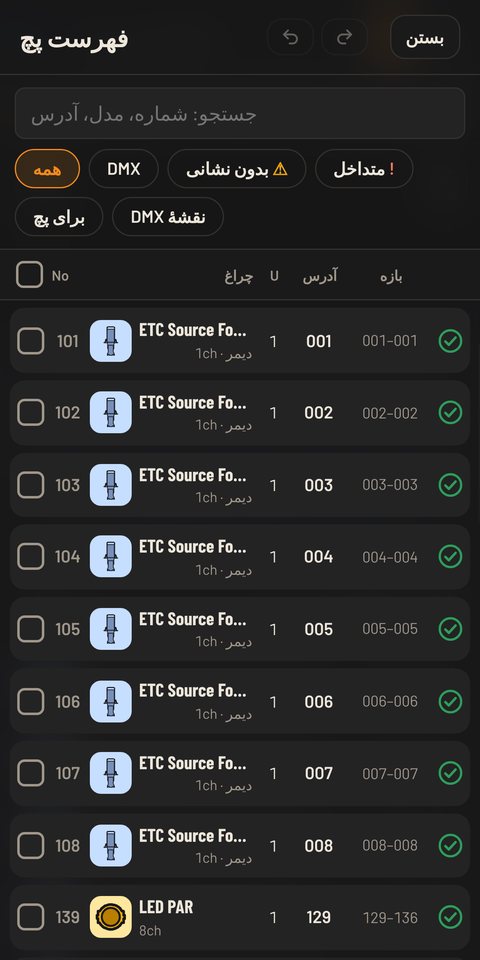 فهرست پچ
بستن
جستجو: شماره، مدل، آدرس
همه
DMX
بدون نشانی ⚠
متداخل !
برای پچ
نقشهٔ DMX
No چراغ U آدرس بازه
101 ETC Source Fo... 1 001 001–001
دیمر · 1ch
102 ETC Source Fo... 1 002 002–002
دیمر · 1ch
103 ETC Source Fo... 1 003 003–003
دیمر · 1ch
104 ETC Source Fo... 1 004 004–004
دیمر · 1ch
105 ETC Source Fo... 1 005 005–005
دیمر · 1ch
106 ETC Source Fo... 1 006 006–006
دیمر · 1ch
107 ETC Source Fo... 1 007 007–007
دیمر · 1ch
108 ETC Source Fo... 1 008 008–008
دیمر · 1ch
139 LED PAR 1 129 129–136
8ch